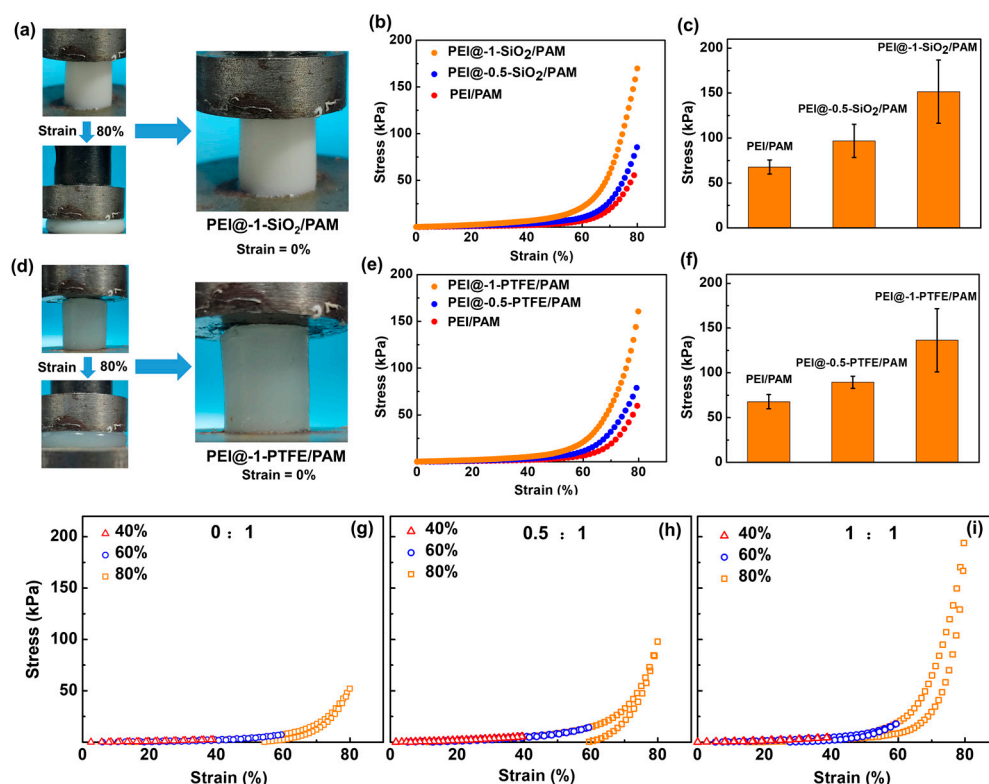 (a)
Strain 80%
PEI@-1-SiO₂/PAM
Strain = 0%
(b)
200
150
100
50
0
Stress (kPa)
PEI@-1-SiO₂/PAM
PEI@-0.5-SiO₂/PAM
PEI/PAM
0 20 40 60 80
Strain (%)
(c)
200
150
100
50
0
Stress (kPa)
PEI/PAM
PEI@-0.5-SiO₂/PAM
PEI@-1-SiO₂/PAM
(d)
Strain 80%
PEI@-1-PTFE/PAM
Strain = 0%
(e)
200
150
100
50
0
Stress (kPa)
PEI@-1-PTFE/PAM
PEI@-0.5-PTFE/PAM
PEI/PAM
0 20 40 60 80
Strain (%)
(f)
200
150
100
50
0
Stress (kPa)
PEI/PAM
PEI@-0.5-PTFE/PAM
PEI@-1-PTFE/PAM
200
150
100
50
0
Stress (kPa)
40%
60%
80%
0 : 1
(g)
0 20 40 60 80
Strain (%)
40%
60%
80%
0.5 : 1
(h)
0 20 40 60 80
Strain (%)
40%
60%
80%
1 : 1
(i)
0 20 40 60 80
Strain (%)